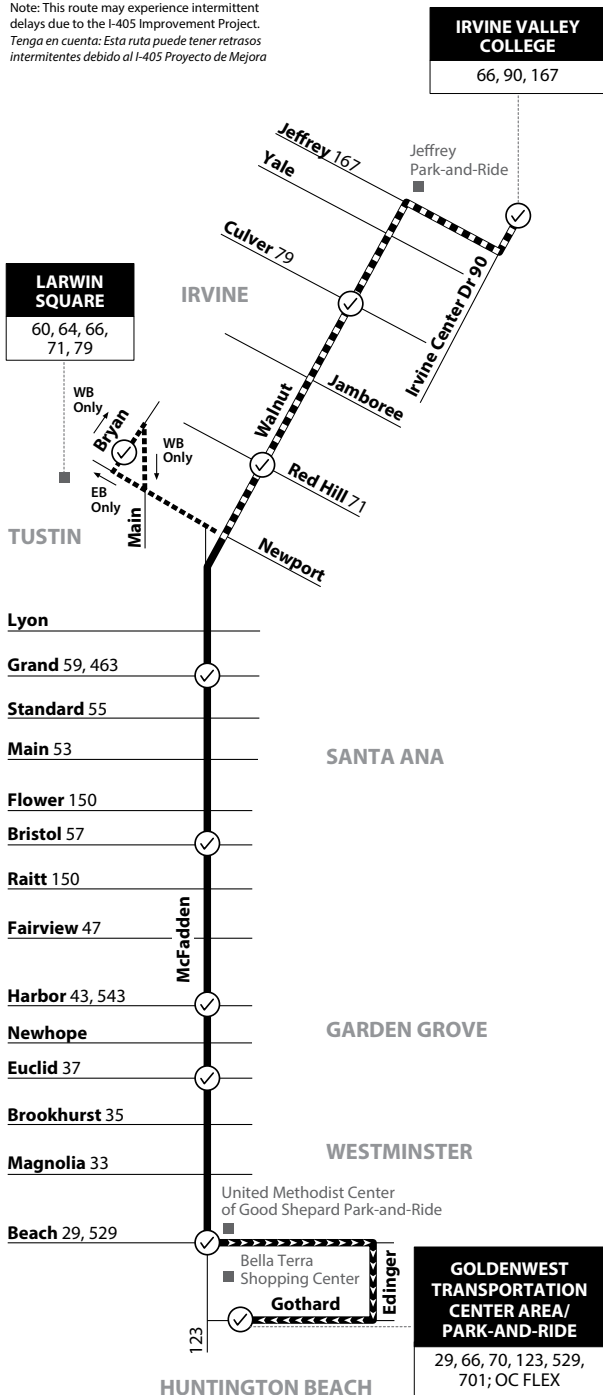 Note: This route may experience intermittent
delays due to the I-405 Improvement Project.
Tenga en cuenta: Esta ruta puede tener retrasos
intermitentes debido al I-405 Proyecto de Mejora
IRVINE VALLEY
COLLEGE
66, 90, 167
Jeffrey 167
Jeffrey
Park-and-Ride
Yale
Culver 79
Irvine Center Dr 90
LARWIN
SQUARE
60, 64, 66,
71, 79
IRVINE
Jamboree
Walnut
WB
Only
Bryan
WB
Only
EB
Only
Main
Red Hill 71
TUSTIN
Newport
Lyon
Grand 59, 463
Standard 55
Main 53
SANTA ANA
Flower 150
Bristol 57
Raitt 150
McFadden
Fairview 47
Harbor 43, 543
Newhope
GARDEN GROVE
Euclid 37
Brookhurst 35
WESTMINSTER
Magnolia 33
United Methodist Center
of Good Shepard Park-and-Ride
Beach 29, 529
Bella Terra
Shopping Center
Edinger
Gothard
123
GOLDENWEST
TRANSPORTATION
CENTER AREA/
PARK-AND-RIDE
29, 66, 70, 123, 529,
701; OC FLEX
HUNTINGTON BEACH